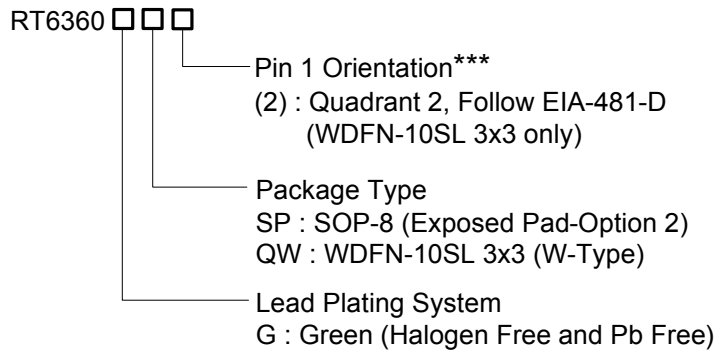 RT6360
Pin 1 Orientation***
(2) : Quadrant 2, Follow EIA-481-D
(WDFN-10SL 3x3 only)
Package Type
SP : SOP-8 (Exposed Pad-Option 2)
QW : WDFN-10SL 3x3 (W-Type)
Lead Plating System
G : Green (Halogen Free and Pb Free)